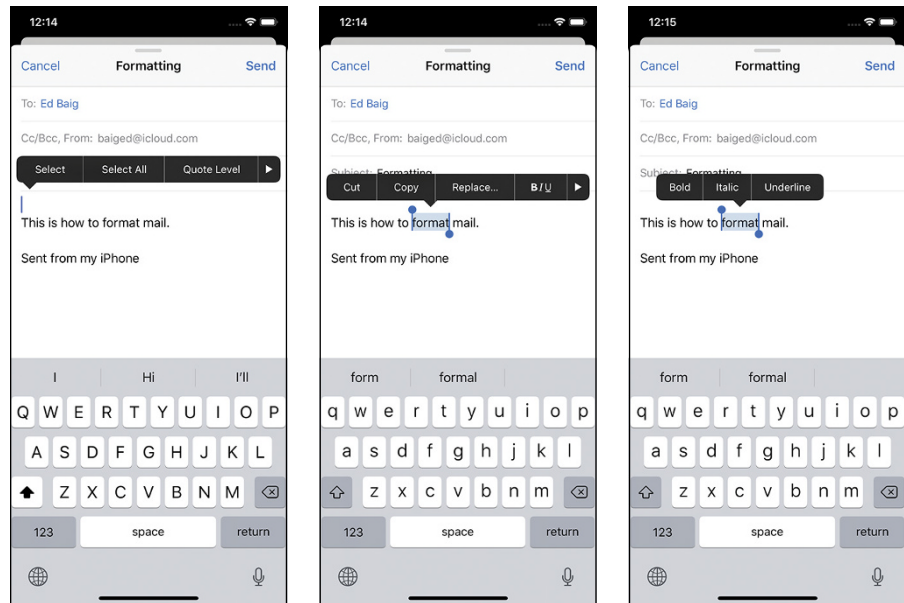 12:14
Cancel Formatting Send
To: Ed Baig
Cc/Bcc, From: baiged@icloud.com
Select Select All Quote Level
This is how to format mail.
Sent from my iPhone
I Hi I'll
Q W E R T Y U I O P
A S D F G H J K L
Z X C V B N M
123 space return
12:14
Cancel Formatting Send
To: Ed Baig
Cc/Bcc, From: baiged@icloud.com
Subject: Formatting
Cut Copy Replace... B I U
This is how to format mail.
Sent from my iPhone
form formal
q w e r t y u i o p
a s d f g h j k l
z x c v b n m
123 space return
12:15
Cancel Formatting Send
To: Ed Baig
Cc/Bcc, From: baiged@icloud.com
Subject: Formatting
Bold Italic Underline
This is how to format mail.
Sent from my iPhone
form formal
q w e r t y u i o p
a s d f g h j k l
z x c v b n m
123 space return